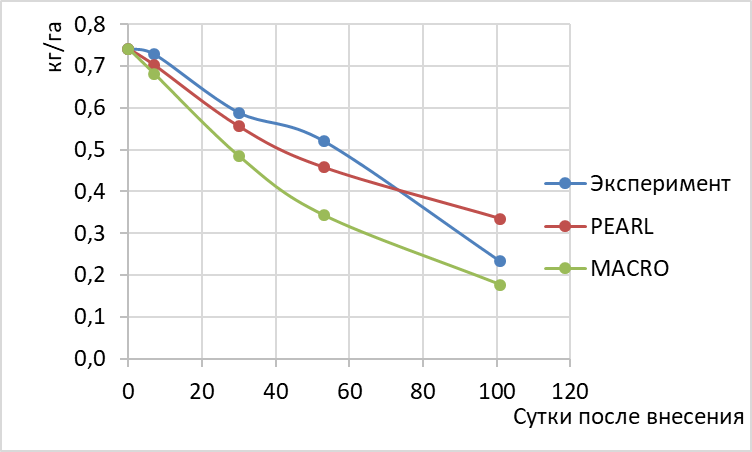 кг/га
0,8
0,7
0,6
0,5
0,4
0,3
0,2
0,1
0,0
0 20 40 60 80 100 120
Сутки после внесения
Эксперимент
PEARL
MACRO